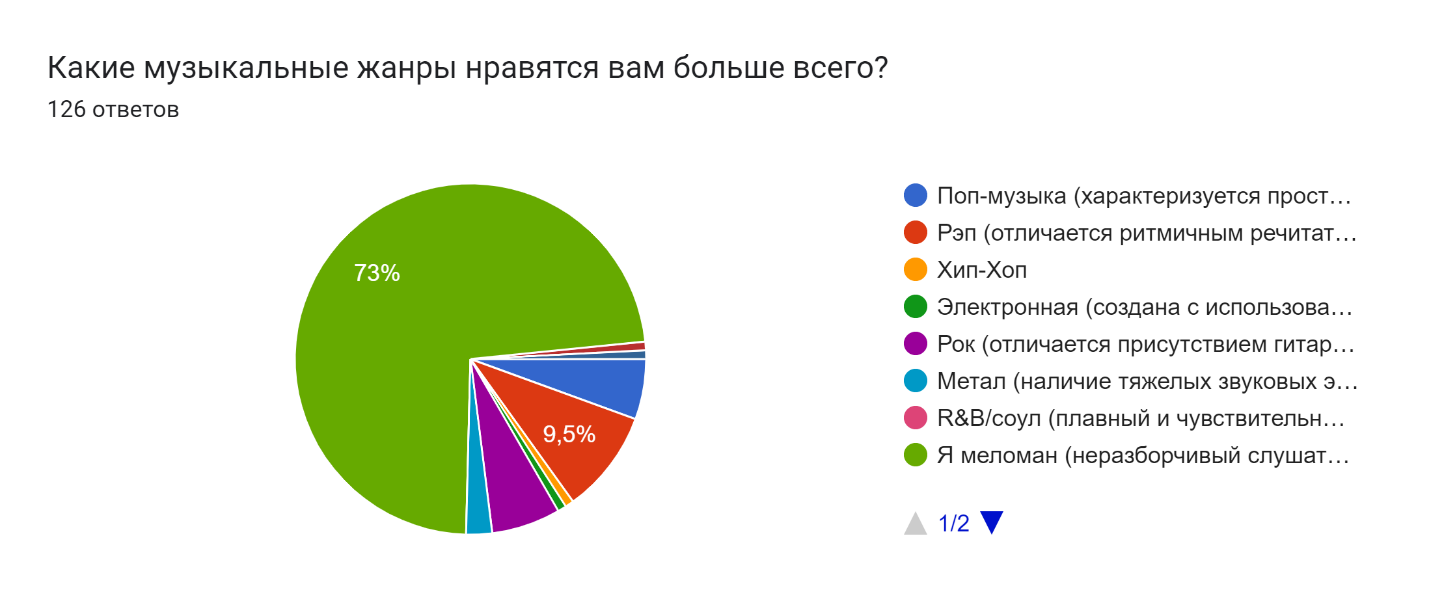 Какие музыкальные жанры нравятся вам больше всего?
126 ответов
73%
9,5%
Поп-музыка (характеризуется прост…
Рэп (отличается ритмичным речитат…
Хип-Хоп
Электронная (создана с использова…
Рок (отличается присутствием гитар…
Метал (наличие тяжелых звуковых э…
R&B/соул (плавный и чувствительн…
Я меломан (неразборчивый слушат…
1/2